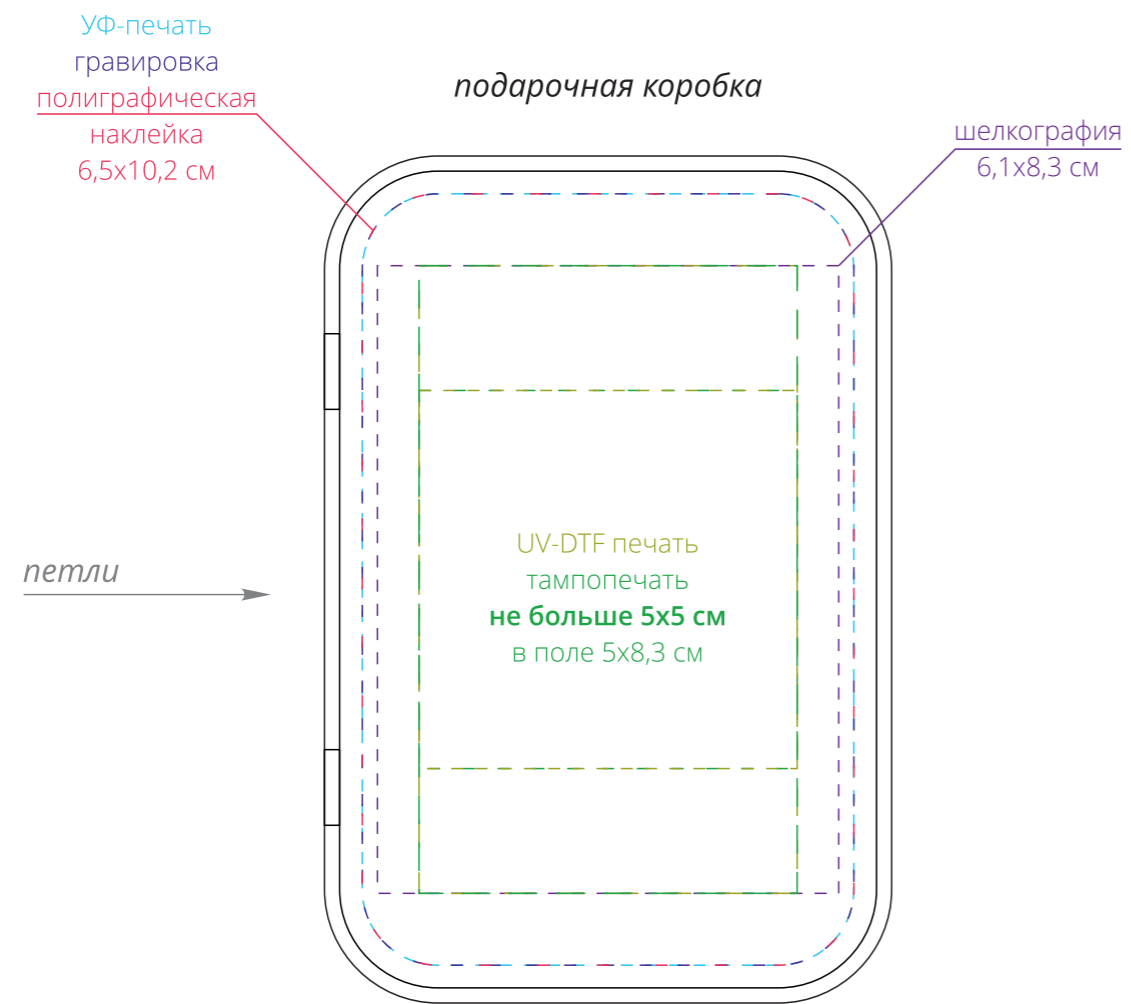 УФ-печать
гравировка
полиграфическая
наклейка
6,5х10,2 см
подарочная коробка
шелкография
6,1х8,3 см
петли
UV-DTF печать
тампопечать
не больше 5х5 см
в поле 5х8,3 см